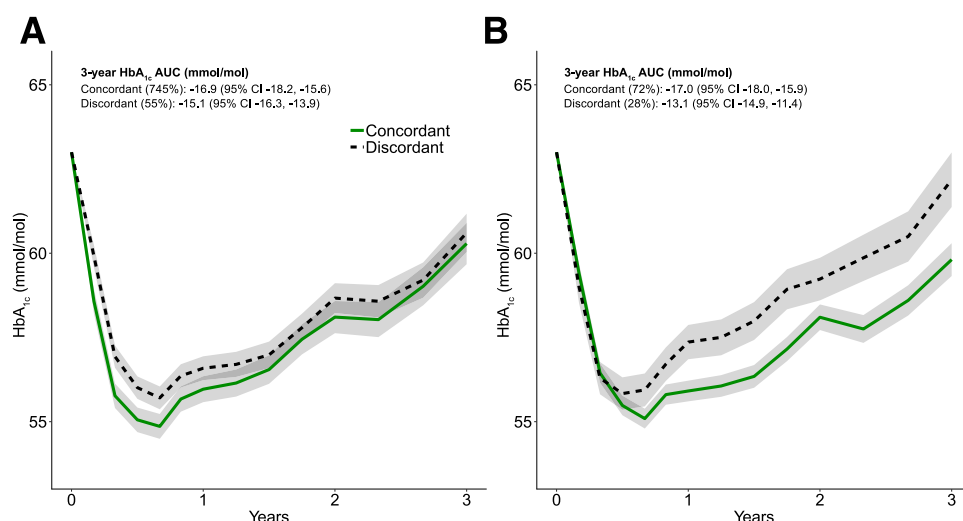 A
3-year HbA1c AUC (mmol/mol)
Concordant (745%): -16.9 (95% CI -18.2, -15.6)
Discordant (55%): -15.1 (95% CI -16.3, -13.9)
Concordant
Discordant
65
60
55
HbA1c (mmol/mol)
0
1
2
3
Years
B
3-year HbA1c AUC (mmol/mol)
Concordant (72%): -17.0 (95% CI -18.0, -15.9)
Discordant (28%): -13.1 (95% CI -14.9, -11.4)
65
60
55
HbA1c (mmol/mol)
0
1
2
3
Years